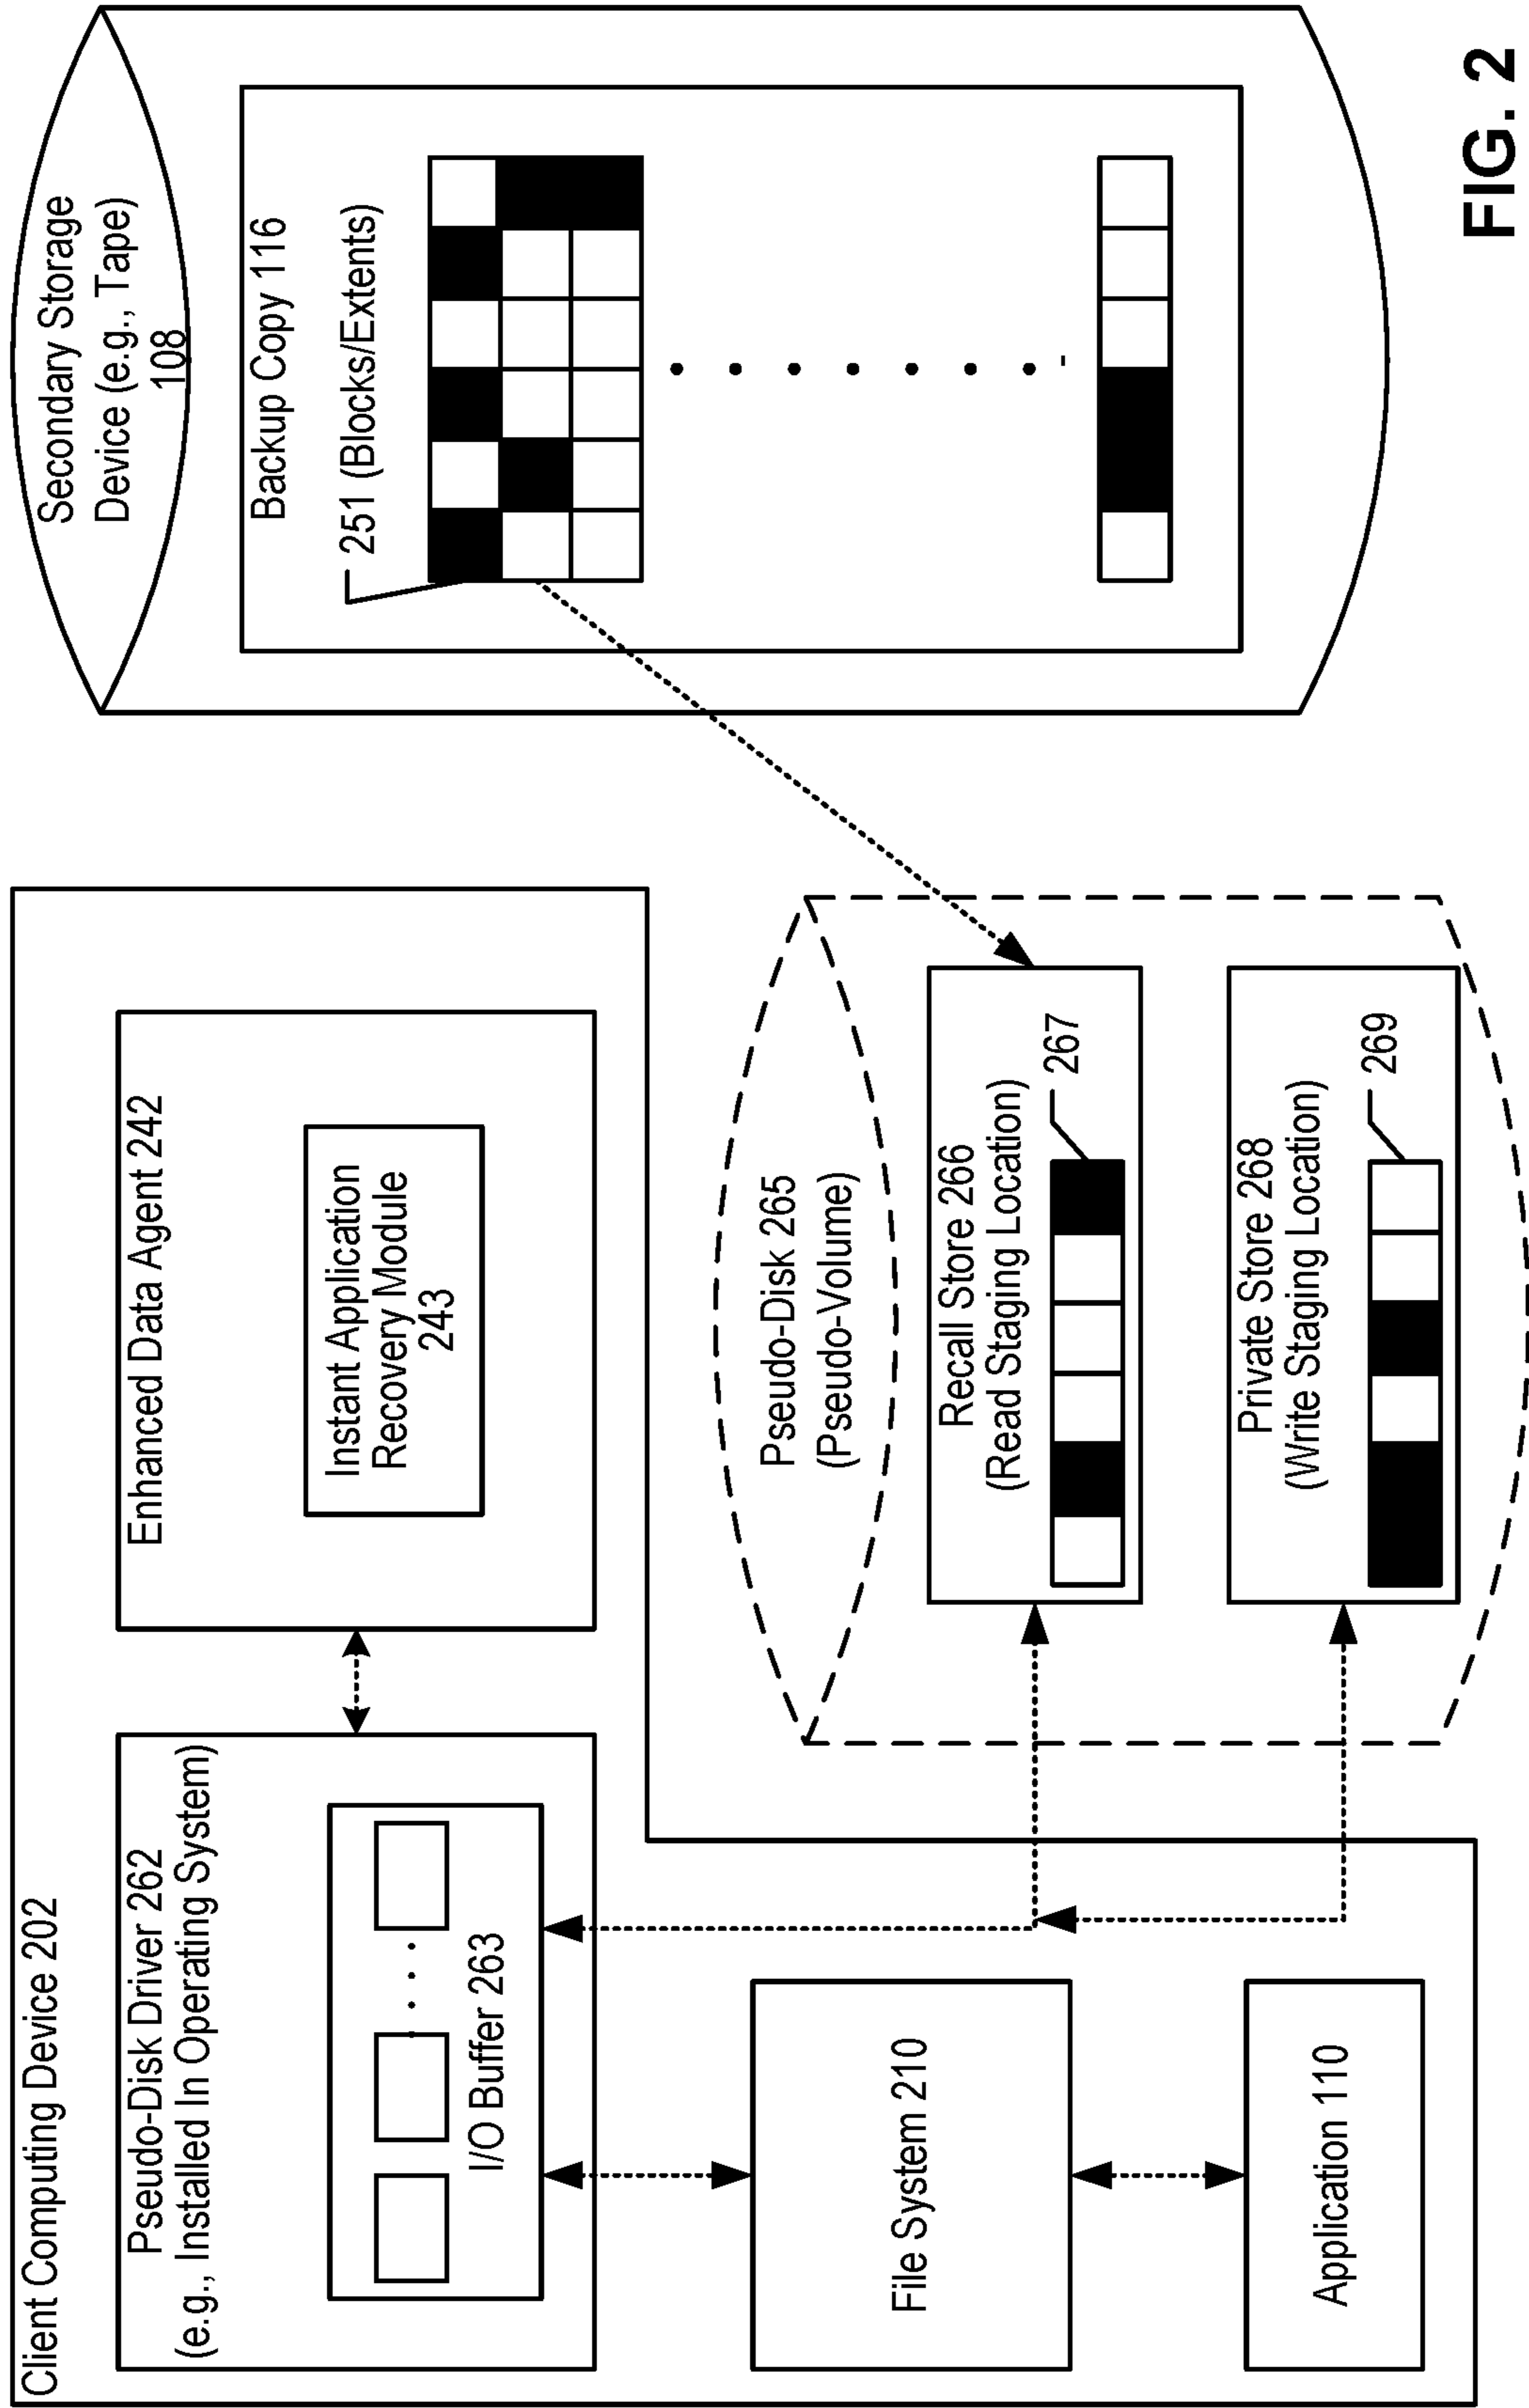 Client Computing Device 202
Pseudo-Disk Driver 262
(e.g., Installed In Operating System)
I/O Buffer 263
Enhanced Data Agent 242
Instant Application
Recovery Module
243
File System 210
Application 110
Pseudo-Disk 265
(Pseudo-Volume)
Recall Store 266
(Read Staging Location)
267
Private Store 268
(Write Staging Location)
269
Secondary Storage
Device (e.g., Tape)
108
Backup Copy 116
251 (Blocks/Extents)
FIG. 2